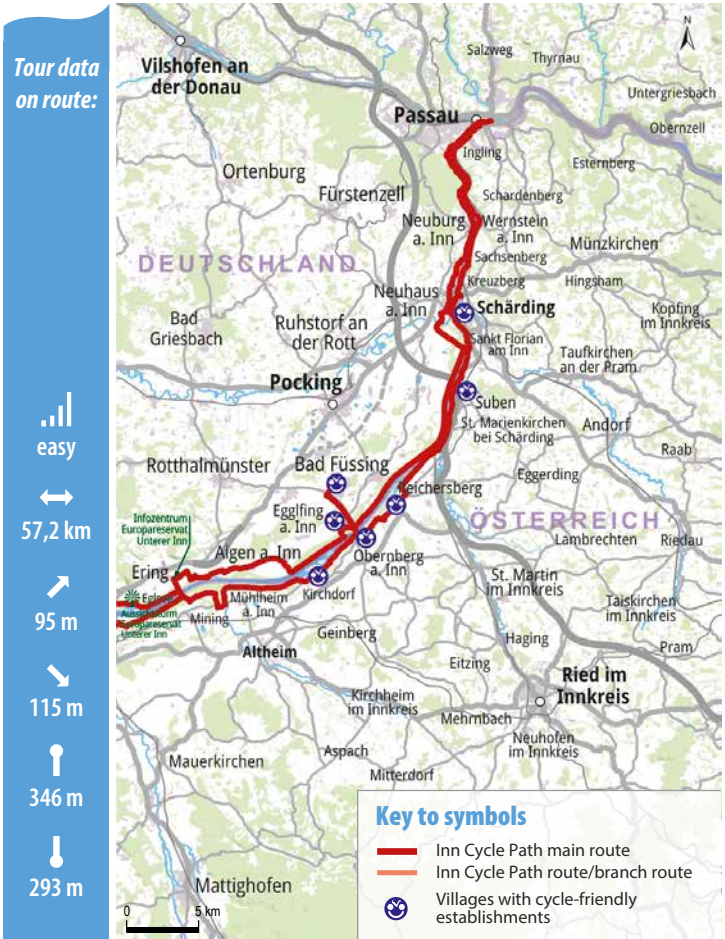 Tour data
on route:
easy
57,2 km
95 m
115 m
346 m
293 m
N
Salzweg
Thyrnau
Vilshofen an
der Donau
Untergriesbach
Passau
Obernzell
Ingling
Esternberg
Ortenburg
Fürstenzell
Schardenberg
Neuburg
a. Inn
Wernstein
a. Inn
Münzkirchen
Sachsenberg
DEUTSCHLAND
Kreuzberg
Hingsham
Neuhaus
a. Inn
Schärding
Kopfing
im Innkreis
Bad
Griesbach
Ruhstorf an
der Rott
Sankt Florian
am Inn
Taufkirchen
an der Pram
Pocking
Suben
St. Marienkirchen
bei Schärding
Andorf
Raab
Rotthalmünster
Bad Füssing
Eggerding
Reichersberg
Egglfing
a. Inn
ÖSTERREICH
Infozentrum
Europareservat
Unterer Inn
Lambrechten
Riedau
Algen a. Inn
Obernberg
a. Inn
Ering
St. Martin
im Innkreis
Eglsee
Mühlheim
a. Inn
Kirchdorf
Taiskirchen
im Innkreis
Aussichtsturm
Europareservat
Unterer Inn
Mining
Geinberg
Haging
Pram
Altheim
Eitzing
Ried im
Innkreis
Kirchheim
im Innkreis
Mehrnbach
Neuhofen
im Innkreis
Aspach
Mauerkirchen
Mitterdorf
Mattighofen
0 5 km
Key to symbols
Inn Cycle Path main route
Inn Cycle Path route/branch route
Villages with cycle-friendly
establishments